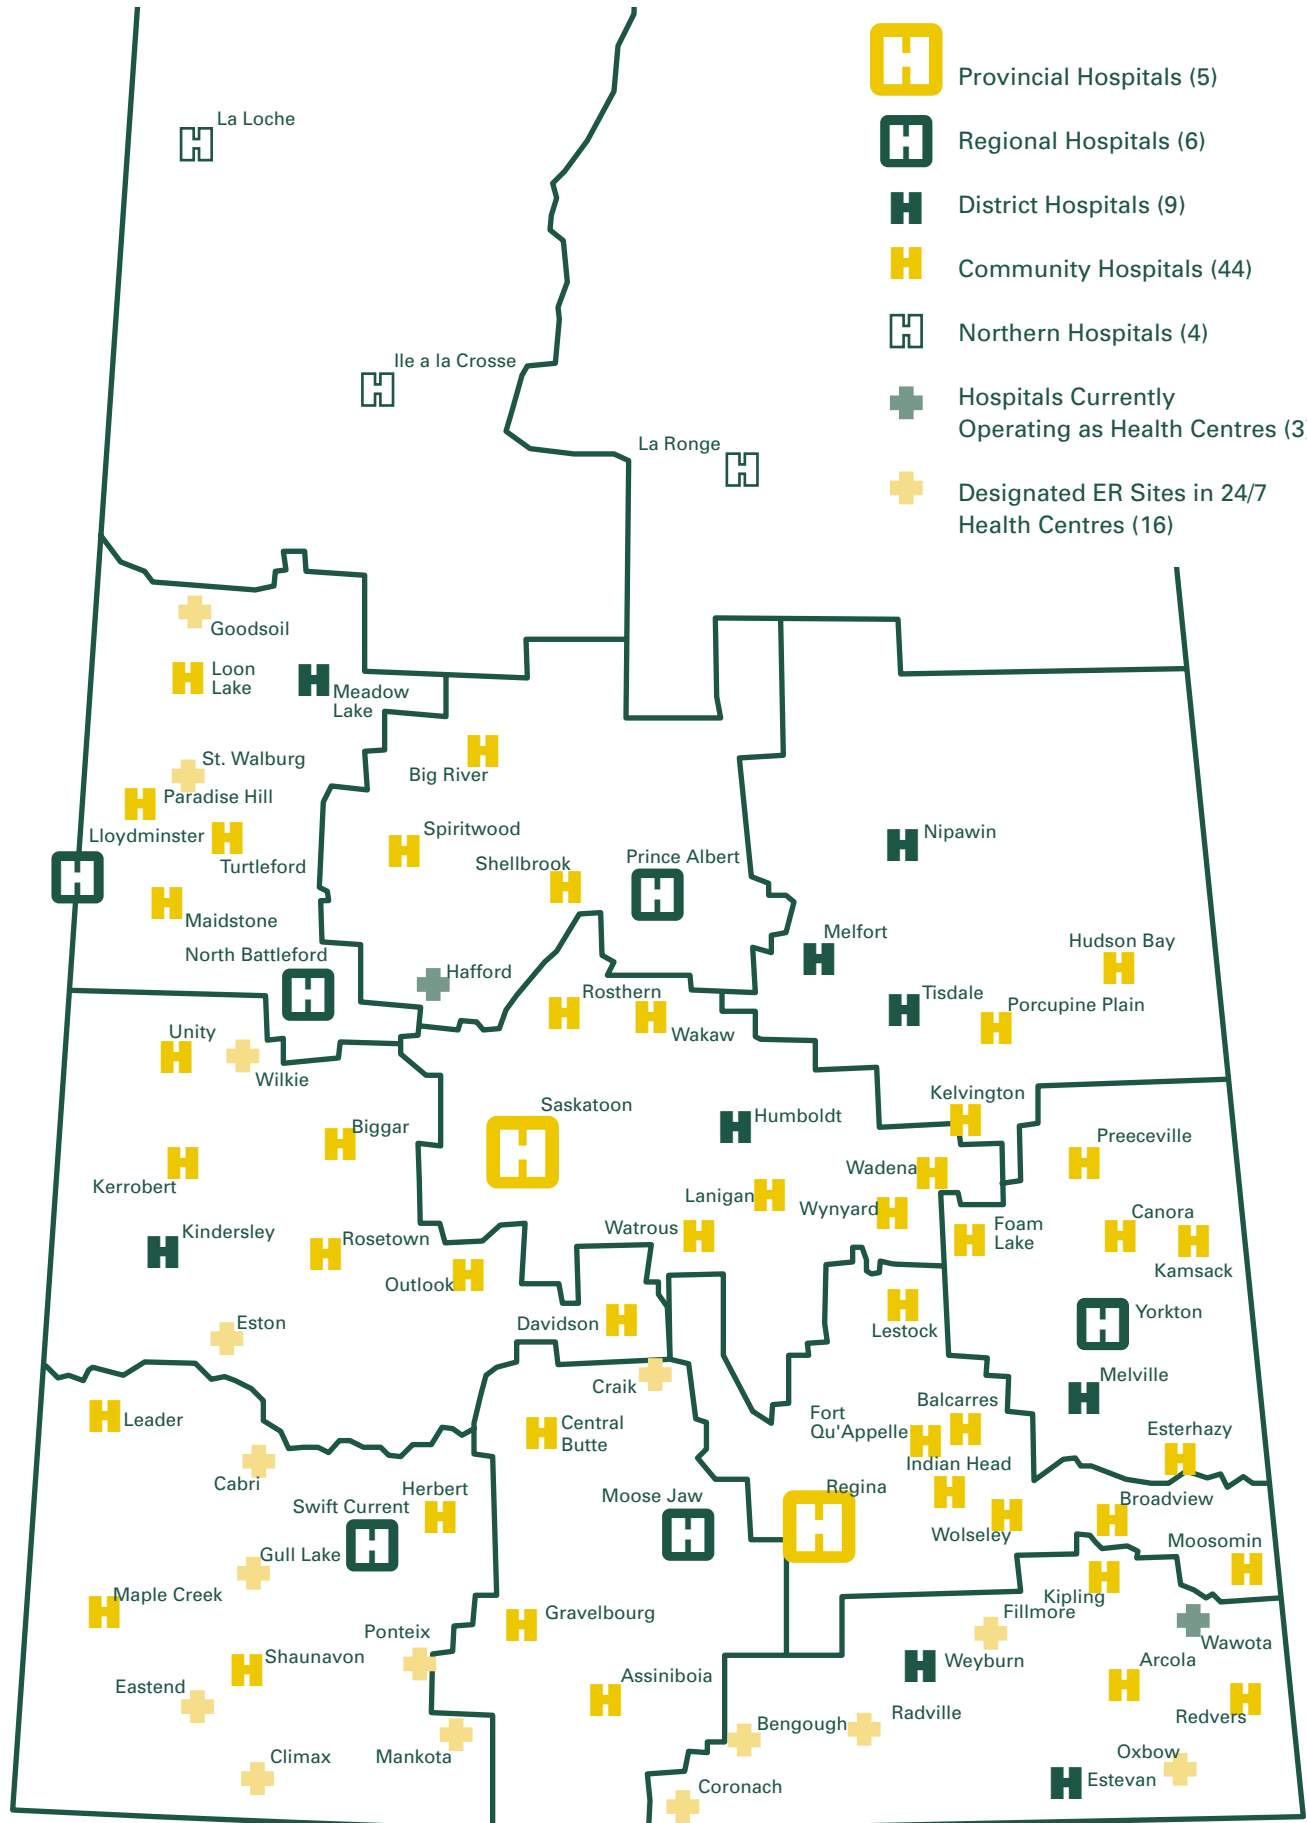 Provincial Hospitals (5)
Regional Hospitals (6)
District Hospitals (9)
Community Hospitals (44)
Northern Hospitals (4)
Hospitals Currently
Operating as Health Centres (3)
Designated ER Sites in 24/7
Health Centres (16)
La Loche
Ile a la Crosse
La Ronge
Goodsoil
Loon
Lake
Meadow
Lake
St. Walburg
Big River
Paradise Hill
Lloydminster
Turtleford
Spiritwood
Shellbrook
Prince Albert
Nipawin
Maidstone
North Battleford
Hafford
Melfort
Hudson Bay
Rosthern
Wakaw
Tisdale
Porcupine Plain
Unity
Wilkie
Saskatoon
Humboldt
Kelvington
Biggar
Preeceville
Kerrobert
Wadena
Lanigan
Wynyard
Kindersley
Rosetown
Watrous
Foam
Lake
Canora
Kamsack
Outlook
Eston
Davidson
Lestock
Yorkton
Craik
Melville
Leader
Central
Butte
Fort
Qu'Appelle
Balcarres
Esterhazy
Cabri
Herbert
Indian Head
Swift Current
Moose Jaw
Regina
Broadview
Wolseley
Gull Lake
Moosomin
Maple Creek
Kipling
Gravelbourg
Fillmore
Ponteix
Wawota
Shaunavon
Weyburn
Arcola
Eastend
Assiniboia
Radville
Redvers
Bengough
Climax
Mankota
Oxbow
Coronach
Estevan